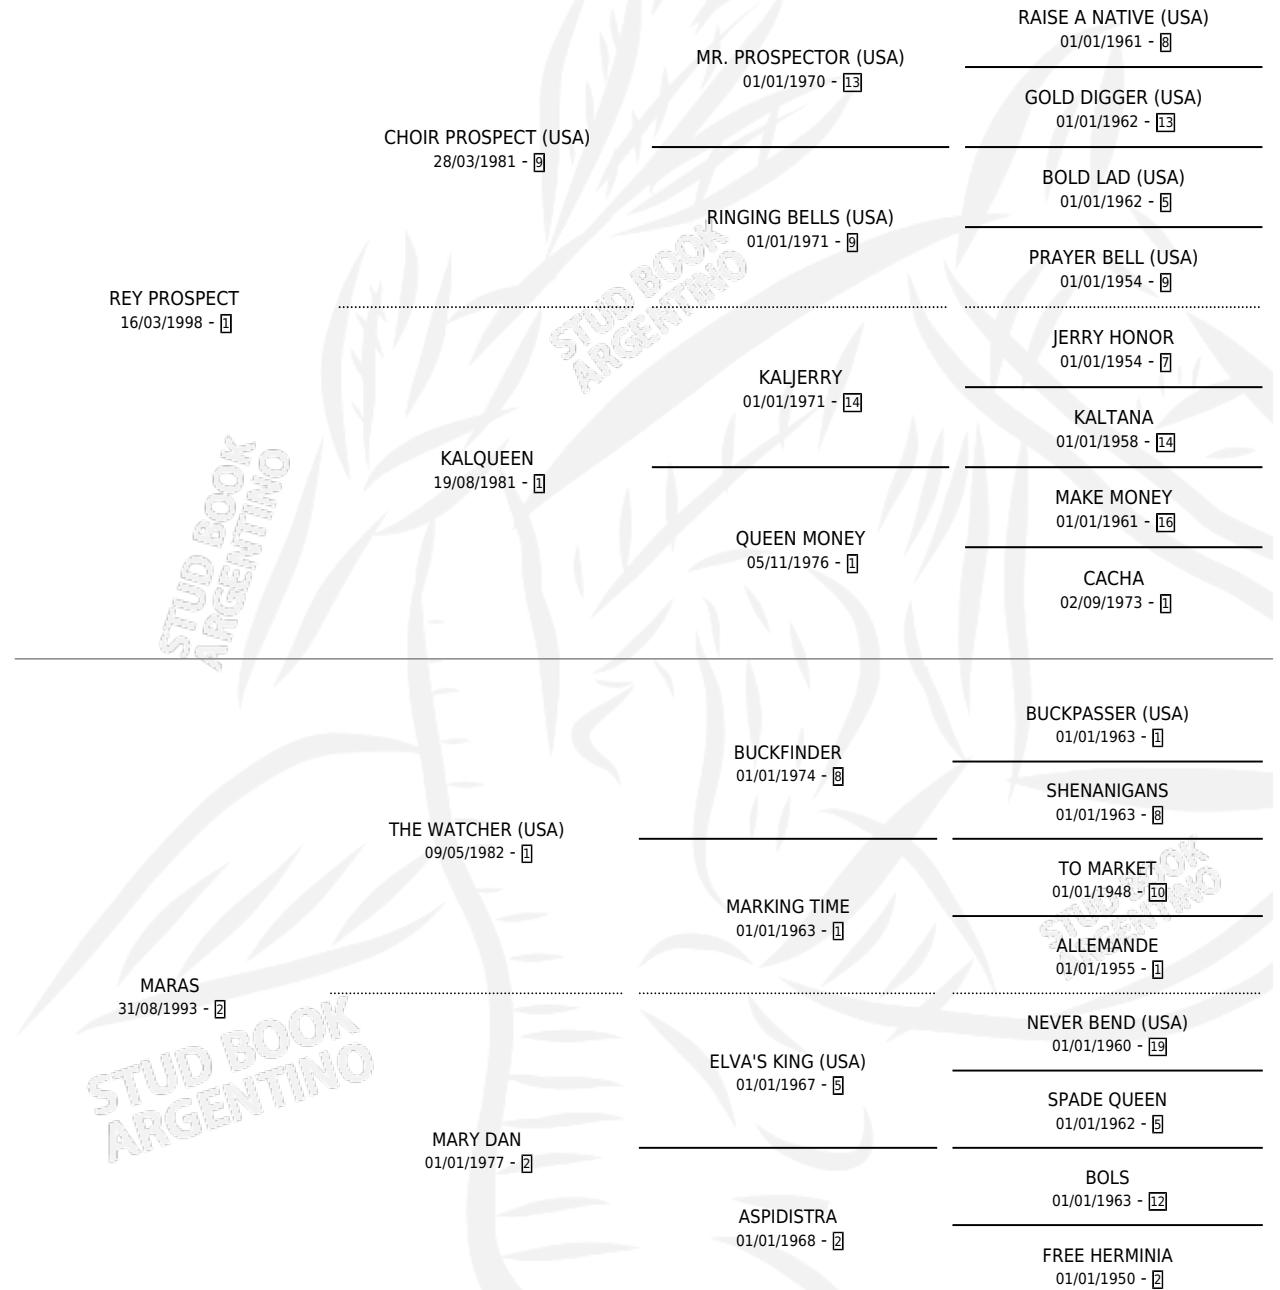 RAISE A NATIVE (USA)
01/01/1961 - 8
MR. PROSPECTOR (USA)
01/01/1970 - 13
GOLD DIGGER (USA)
01/01/1962 - 13
CHOIR PROSPECT (USA)
28/03/1981 - 9
BOLD LAD (USA)
01/01/1962 - 5
RINGING BELLS (USA)
01/01/1971 - 9
PRAYER BELL (USA)
01/01/1954 - 9
REY PROSPECT
16/03/1998 - 1
STUD BOOK
ARGENTINO
JERRY HONOR
01/01/1954 - 7
KALJERRY
01/01/1971 - 14
KALTANA
01/01/1958 - 14
KALQUEEN
19/08/1981 - 1
MAKE MONEY
01/01/1961 - 16
QUEEN MONEY
05/11/1976 - 1
CACHA
02/09/1973 - 1
STUD BOOK
ARGENTINO
BUCKPASSER (USA)
01/01/1963 - 1
BUCKFINDER
01/01/1974 - 8
SHENANIGANS
01/01/1963 - 8
THE WATCHER (USA)
09/05/1982 - 1
TO MARKET
01/01/1948 - 10
STUD BOOK
ARGENTINO
MARKING TIME
01/01/1963 - 1
ALLEMANDE
01/01/1955 - 1
MARAS
31/08/1993 - 2
STUD BOOK
ARGENTINO
NEVER BEND (USA)
01/01/1960 - 19
ELVA'S KING (USA)
01/01/1967 - 5
SPADE QUEEN
01/01/1962 - 5
MARY DAN
01/01/1977 - 2
BOLS
01/01/1963 - 12
ASPIDISTRA
01/01/1968 - 2
FREE HERMINIA
01/01/1950 - 2